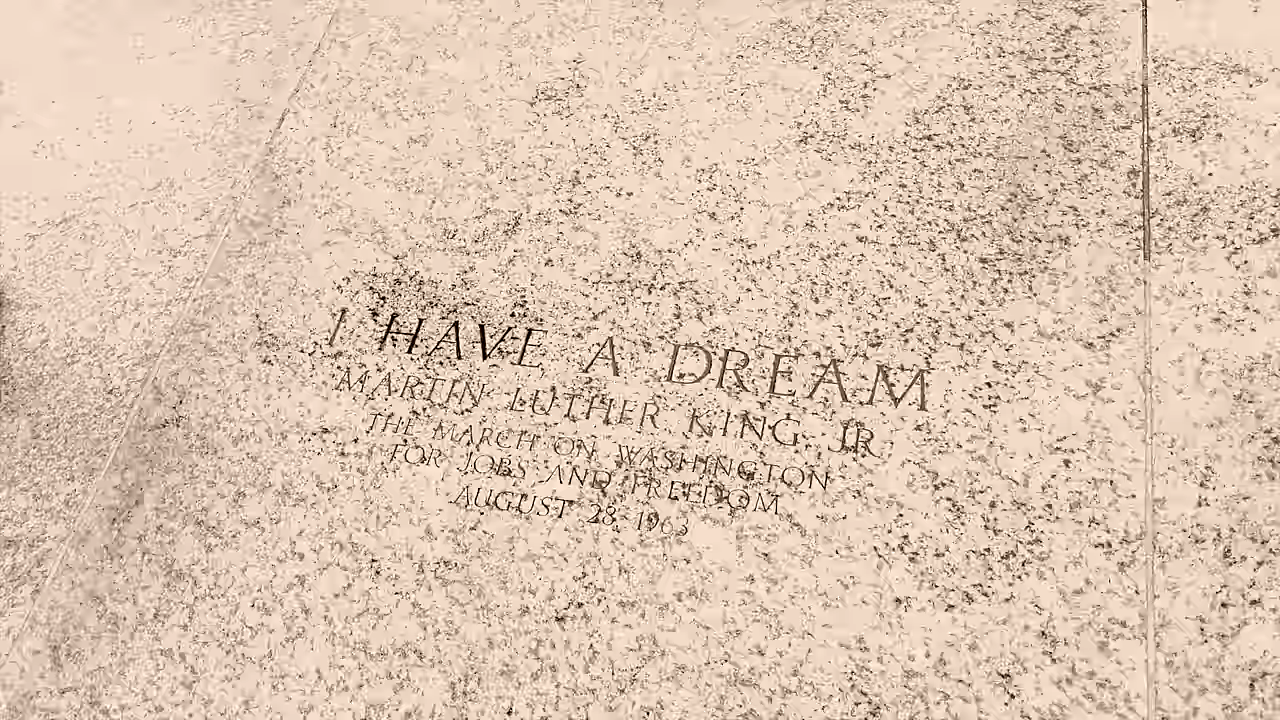 I HAVE A DREAM
MARTIN LUTHER KING JR
THE MARCH ON WASHINGTON
FOR JOBS AND FREEDOM
AUGUST 28, 1963